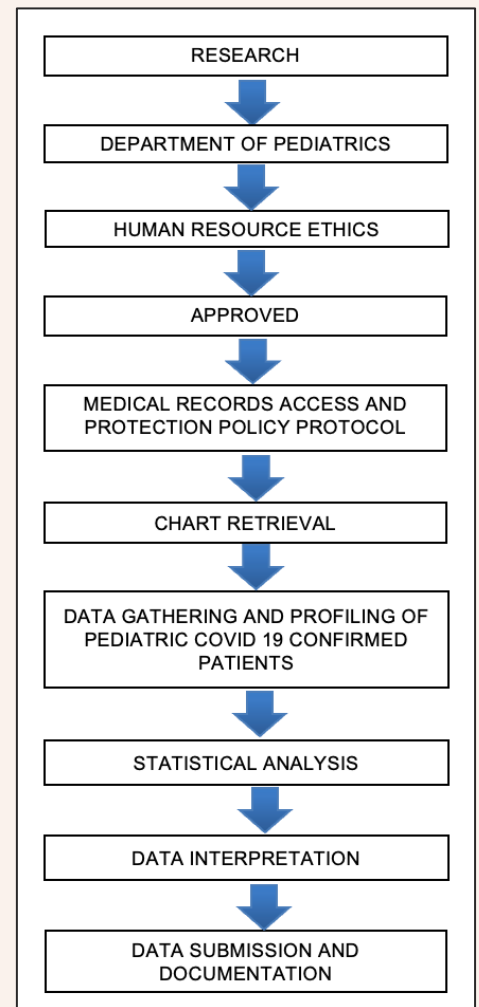 RESEARCH
DEPARTMENT OF PEDIATRICS
HUMAN RESOURCE ETHICS
APPROVED
MEDICAL RECORDS ACCESS AND
PROTECTION POLICY PROTOCOL
CHART RETRIEVAL
DATA GATHERING AND PROFILING OF
PEDIATRIC COVID 19 CONFIRMED
PATIENTS
STATISTICAL ANALYSIS
DATA INTERPRETATION
DATA SUBMISSION AND
DOCUMENTATION